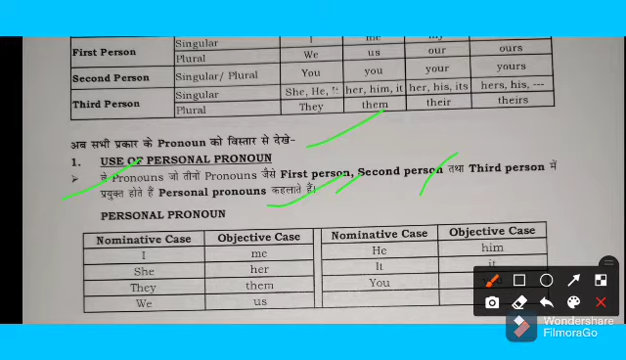 Singular I me my
First Person Plural We us our ours
Second Person Singular/ Plural You you your yours
Third Person Singular She, He, her, him, it her, his, its hers, his, ---
Plural They them their theirs
अब सभी प्रकार के Pronoun को विस्तार से देखे-
1. USE OF PERSONAL PRONOUN
➢ वे Pronouns जो तीनों Pronouns जैसे First person, Second person तथा Third person में
प्रयुक्त होते हैं Personal pronouns कहलाते हैं।
PERSONAL PRONOUN
Nominative Case Objective Case Nominative Case Objective Case
I me He him
She her It it
They them You
We us
Wondershare
FilmoraGo